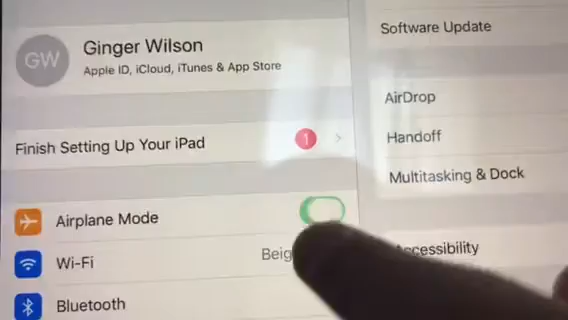 GW
Ginger Wilson
Apple ID, iCloud, iTunes & App Store
Finish Setting Up Your iPad
1
Airplane Mode
Wi-Fi
Bluetooth
Software Update
AirDrop
Handoff
Multitasking & Dock